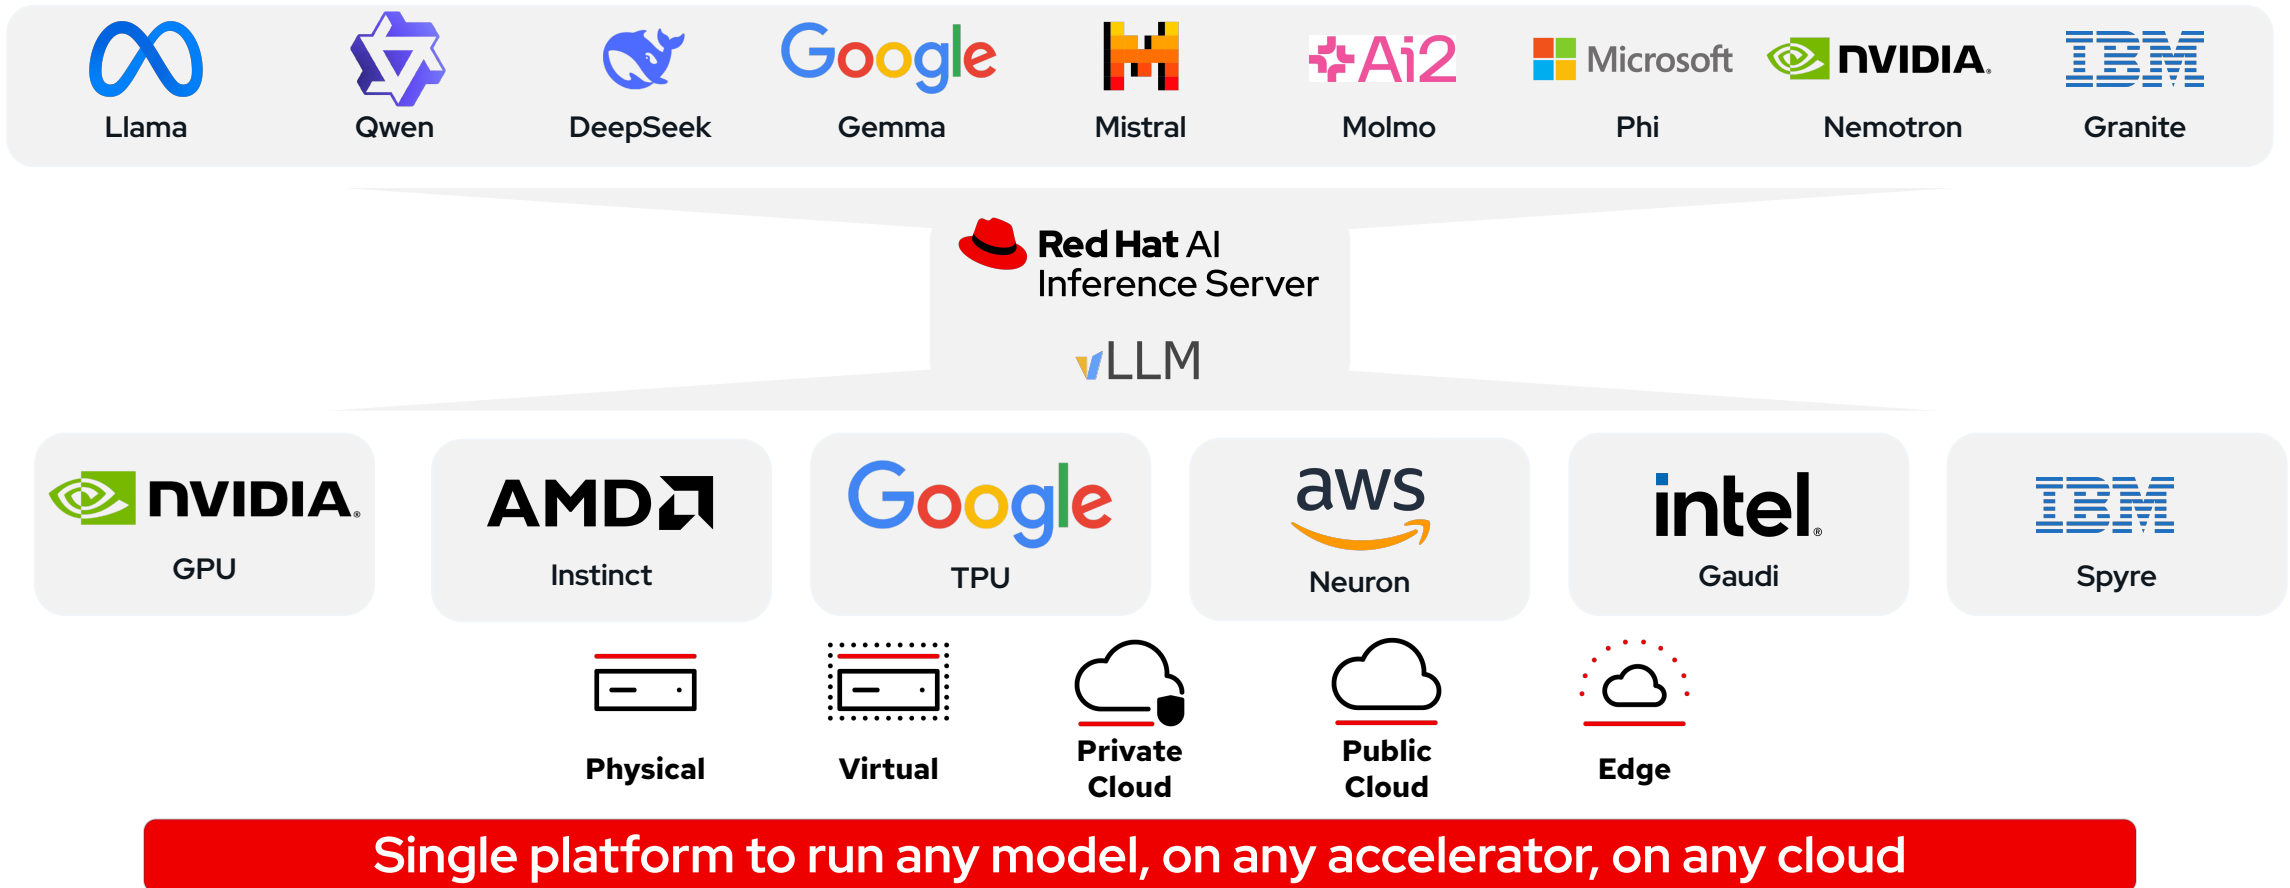 Google
Ai2
Microsoft
NVIDIA.
IBM
Llama
Qwen
DeepSeek
Gemma
Mistral
Molmo
Phi
Nemotron
Granite
Red Hat AI
Inference Server
vLLM
NVIDIA.®
GPU
AMD
Instinct
Google
TPU
aws
Neuron
intel®
Gaudi
IBM
Spyre
Physical
Virtual
Private
Cloud
Public
Cloud
Edge
Single platform to run any model, on any accelerator, on any cloud